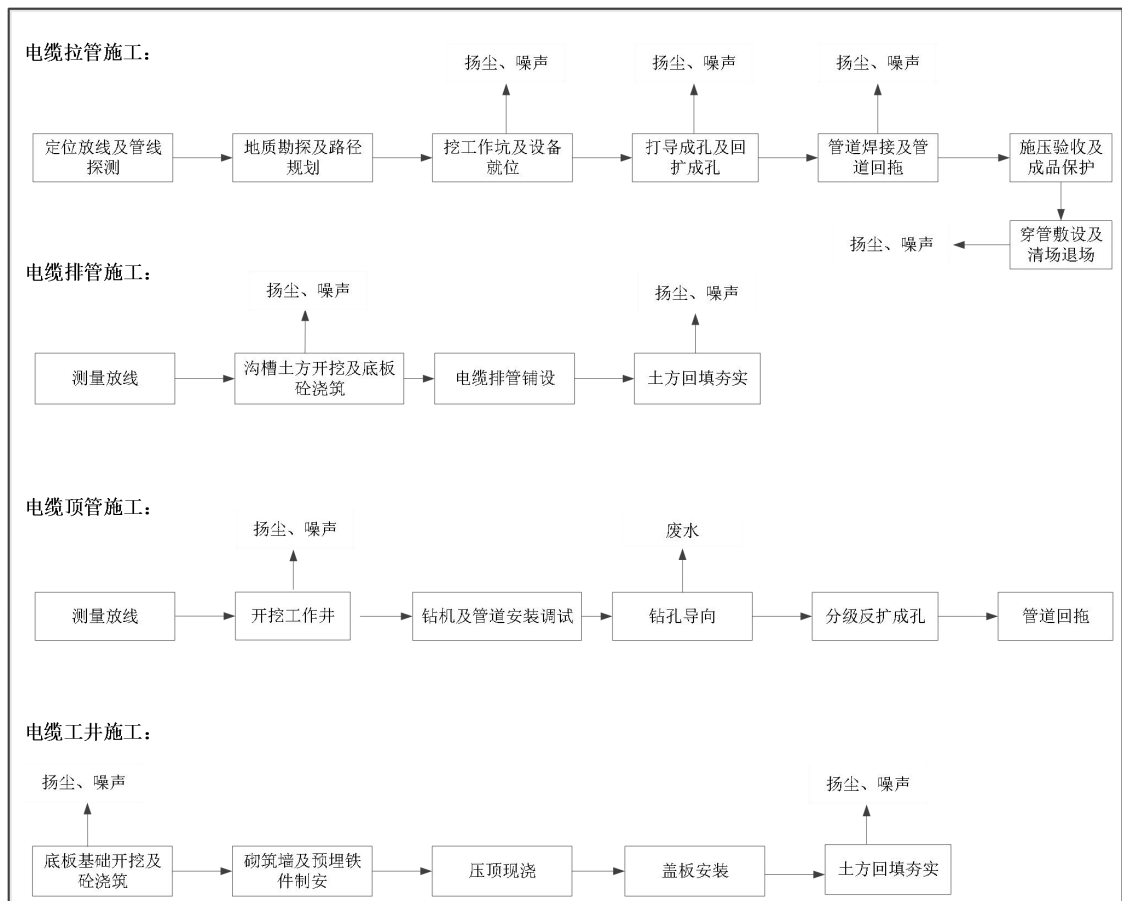 电缆拉管施工：
扬尘、噪声
扬尘、噪声
扬尘、噪声
定位放线及管线
探测
地质勘探及路径
规划
挖工作坑及设备
就位
打导成孔及回
扩成孔
管道焊接及管
道回拖
施压验收及
成品保护
扬尘、噪声
穿管敷设及
清场退场
电缆排管施工：
扬尘、噪声
扬尘、噪声
测量放线
沟槽土方开挖及底板
砼浇筑
电缆排管铺设
土方回填夯实
电缆顶管施工：
扬尘、噪声
废水
测量放线
开挖工作井
钻机及管道安装调试
钻孔导向
分级反扩成孔
管道回拖
电缆工井施工：
扬尘、噪声
扬尘、噪声
底板基础开挖及
砼浇筑
砌筑墙及预埋铁
件制安
压顶现浇
盖板安装
土方回填夯实